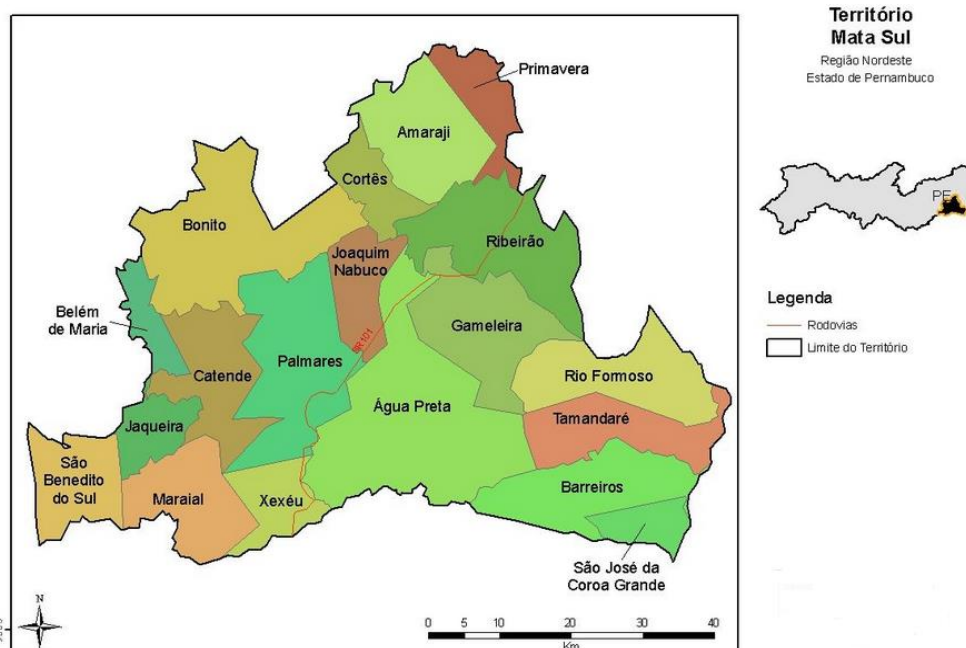 Território
Mata Sul
Região Nordeste
Estado de Pernambuco
PE
Legenda
Rodovias
Limite do Território
Primavera
Amaraji
Cortês
Bonito
Ribeirão
Joaquim
Nabuco
Belém
de Maria
Gameleira
BR101
Palmares
Catende
Rio Formoso
Água Preta
Tamandaré
Jaqueira
São
Benedito
do Sul
Maraial
Xexéu
Barreiros
São José da
Coroa Grande
N
0 5 10 20 30 40
Km